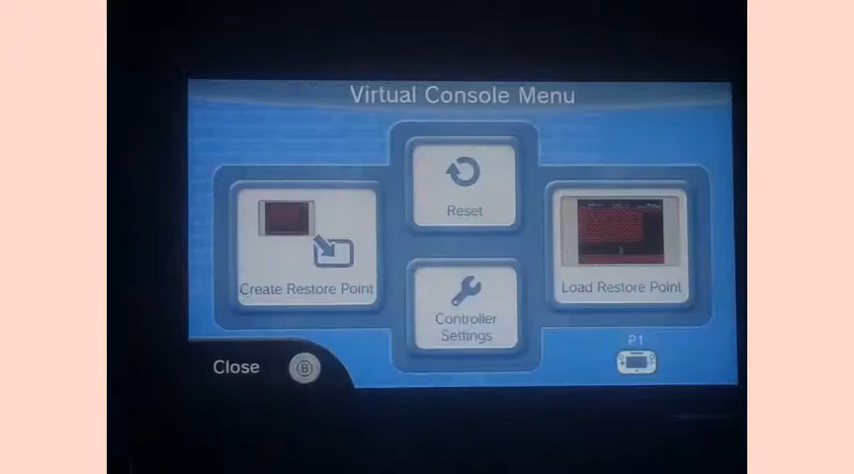 Virtual Console Menu
Reset
Create Restore Point
Load Restore Point
Controller
Settings
P1
Close B